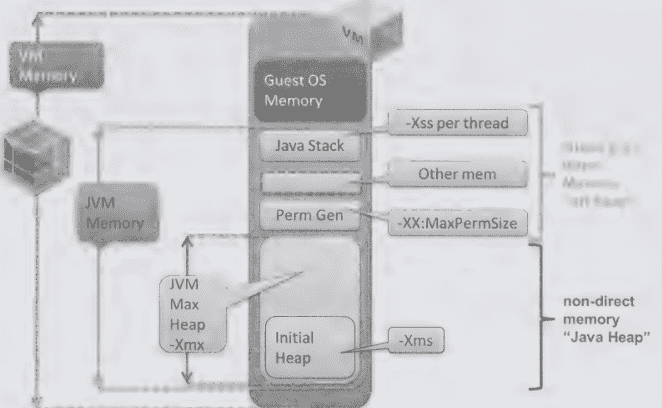 VM
VM
Memory
Guest OS
Memory
-Xss per thread
Java Stack
Other mem
JVM
Memory
Perm Gen
-XX:MaxPermSize
JVM
Max
Heap
-Xmx
non-direct
memory
"Java Heap"
Initial
Heap
-Xms